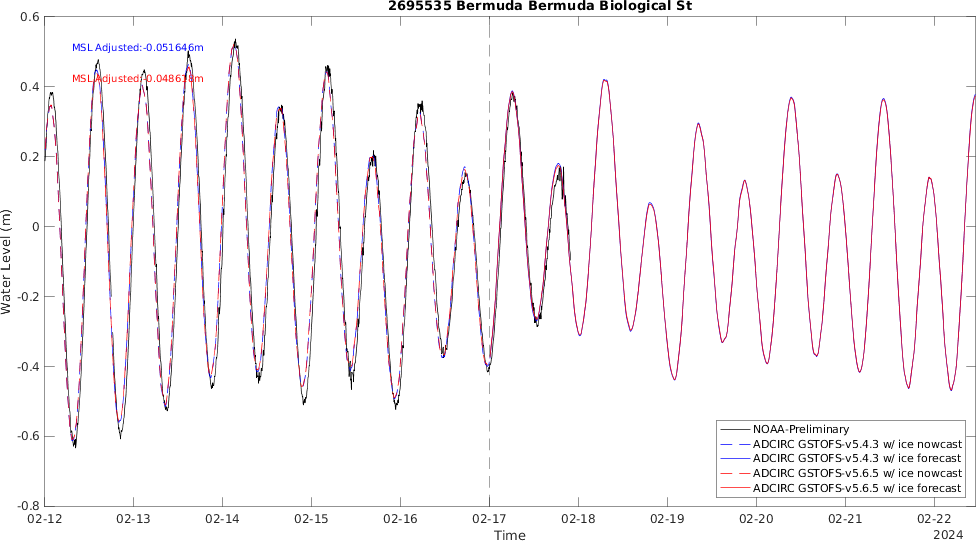 2695535 Bermuda Bermuda Biological St
0.6
MSL Adjusted:-0.051646m
MSL Adjusted:-0.048638m
0.4
0.2
0
-0.2
-0.4
-0.6
-0.8
Water Level (m)
NOAA-Preliminary
ADCIRC GSTOFS-v5.4.3 w/ ice nowcast
ADCIRC GSTOFS-v5.4.3 w/ ice forecast
ADCIRC GSTOFS-v5.6.5 w/ ice nowcast
ADCIRC GSTOFS-v5.6.5 w/ ice forecast
02-12 02-13 02-14 02-15 02-16 02-17 02-18 02-19 02-20 02-21 02-22
Time
2024